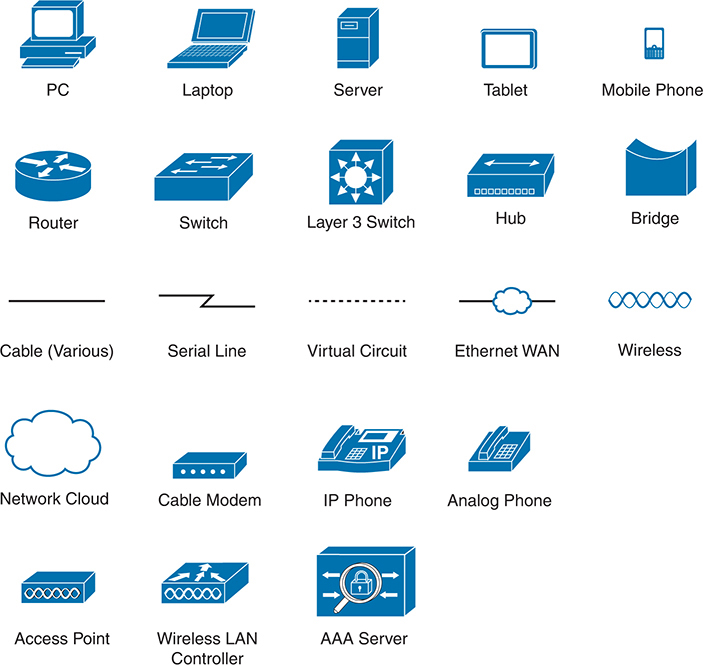 PC
Laptop
Server
Tablet
Mobile Phone
Router
Switch
Layer 3 Switch
Hub
Bridge
Cable (Various)
Serial Line
Virtual Circuit
Ethernet WAN
Wireless
Network Cloud
Cable Modem
IP
IP Phone
Analog Phone
Access Point
Wireless LAN
Controller
AAA Server